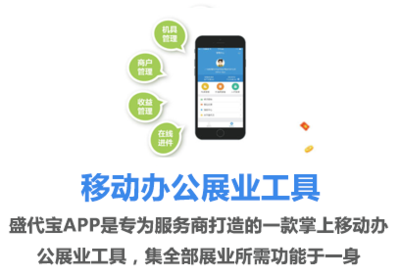 机具
管理
商户
管理
收益
管理
在线
进件
移动办公展业工具
盛代宝APP是专为服务商打造的一款掌上移动办
公展业工具，集全部展业所需功能于一身